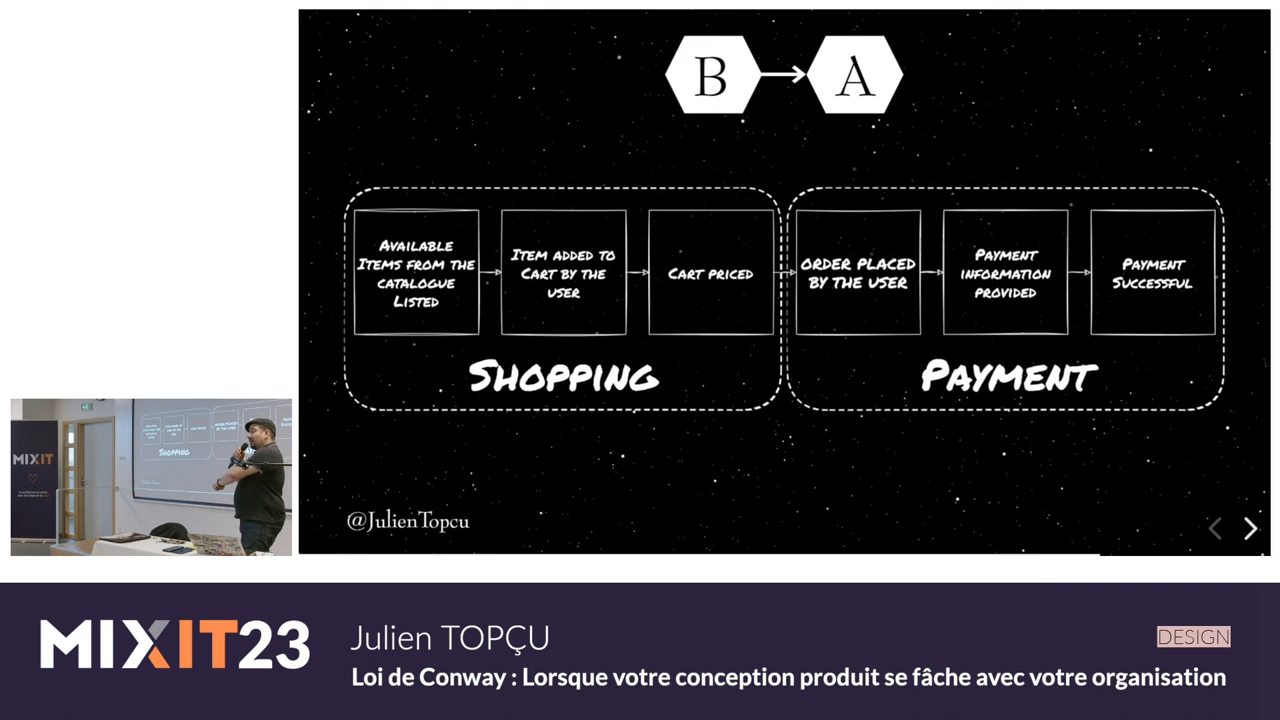 B
A
AVAILABLE
ITEMS FROM THE
CATALOGUE
LISTED
ITEM ADDED TO
CART BY THE
USER
CART PRICED
ORDER PLACED
BY THE USER
PAYMENT
INFORMATION
PROVIDED
PAYMENT
SUCCESSFUL
SHOPPING
PAYMENT
@JulienTopcu
MIXIT
SHOPPING
MIXIT23
Julien TOPÇU
DESIGN
Loi de Conway : Lorsque votre conception produit se fâche avec votre organisation